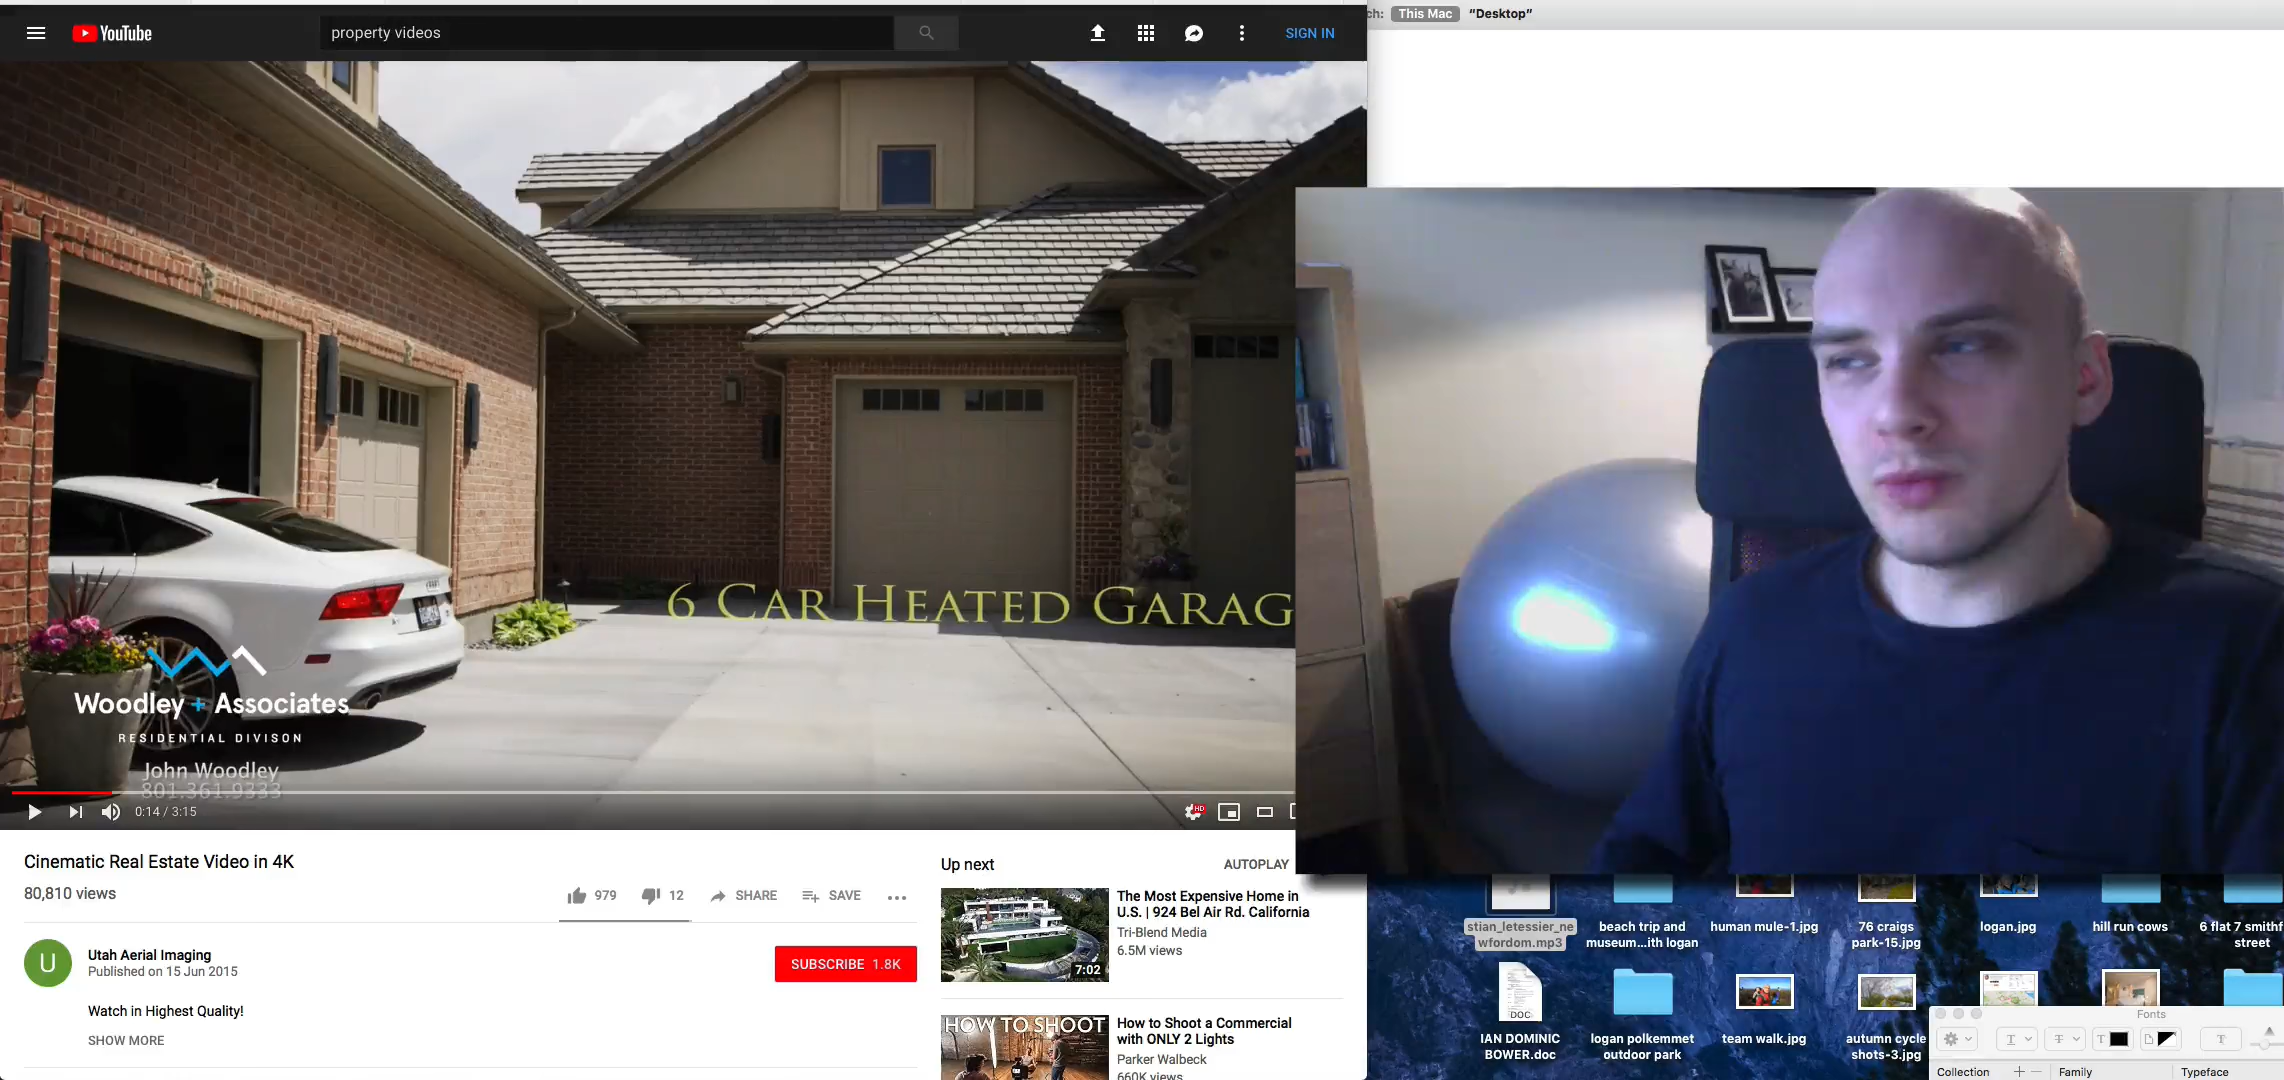 ch: This Mac "Desktop"
YouTube
property videos
SIGN IN
6 CAR HEATED GARAG
Woodley + Associates
RESIDENTIAL DIVISON
John Woodley
801.361.9333
HD
0:14 / 3:15
Cinematic Real Estate Video in 4K
80,810 views
979
12
SHARE
SAVE
U
Utah Aerial Imaging
Published on 15 Jun 2015
SUBSCRIBE 1.8K
Watch in Highest Quality!
SHOW MORE
Up next
AUTOPLAY
7:02
The Most Expensive Home in
U.S. | 924 Bel Air Rd. California
Tri-Blend Media
6.5M views
HOW TO SHOOT
How to Shoot a Commercial
with ONLY 2 Lights
Parker Walbeck
660K views
stian_letessier_ne
wfordom.mp3
beach trip and
museum...ith logan
human mule-1.jpg
76 craigs
park-15.jpg
logan.jpg
hill run cows
6 flat 7 smithf
street
DOC
IAN DOMINIC
BOWER.doc
logan polkemmet
outdoor park
team walk.jpg
autumn cycle
shots-3.jpg
Fonts
Collection
Family
Typeface